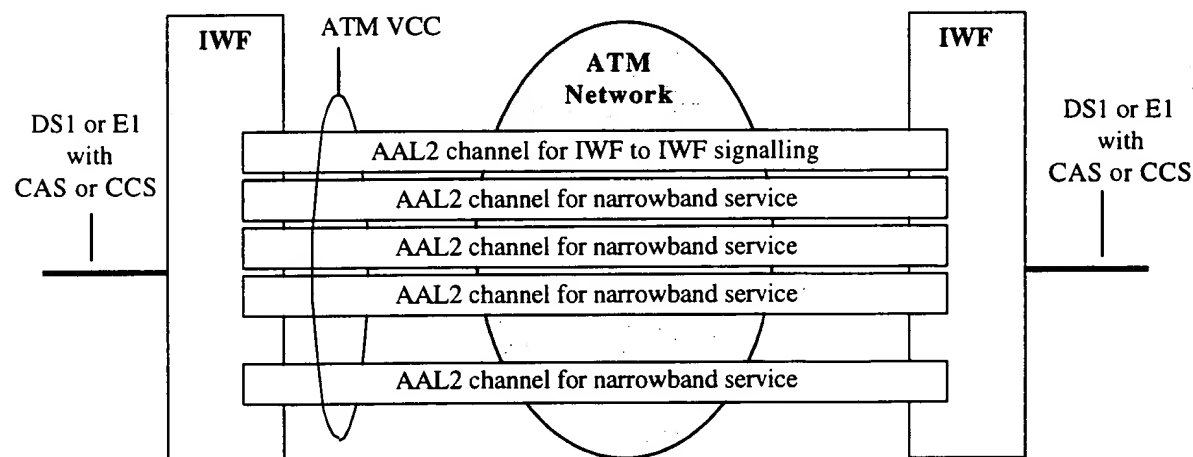 IWF
ATM VCC
ATM
Network
IWF
DS1 or E1
with
CAS or CCS
DS1 or E1
with
CAS or CCS
AAL2 channel for IWF to IWF signalling
AAL2 channel for narrowband service
AAL2 channel for narrowband service
AAL2 channel for narrowband service
AAL2 channel for narrowband service